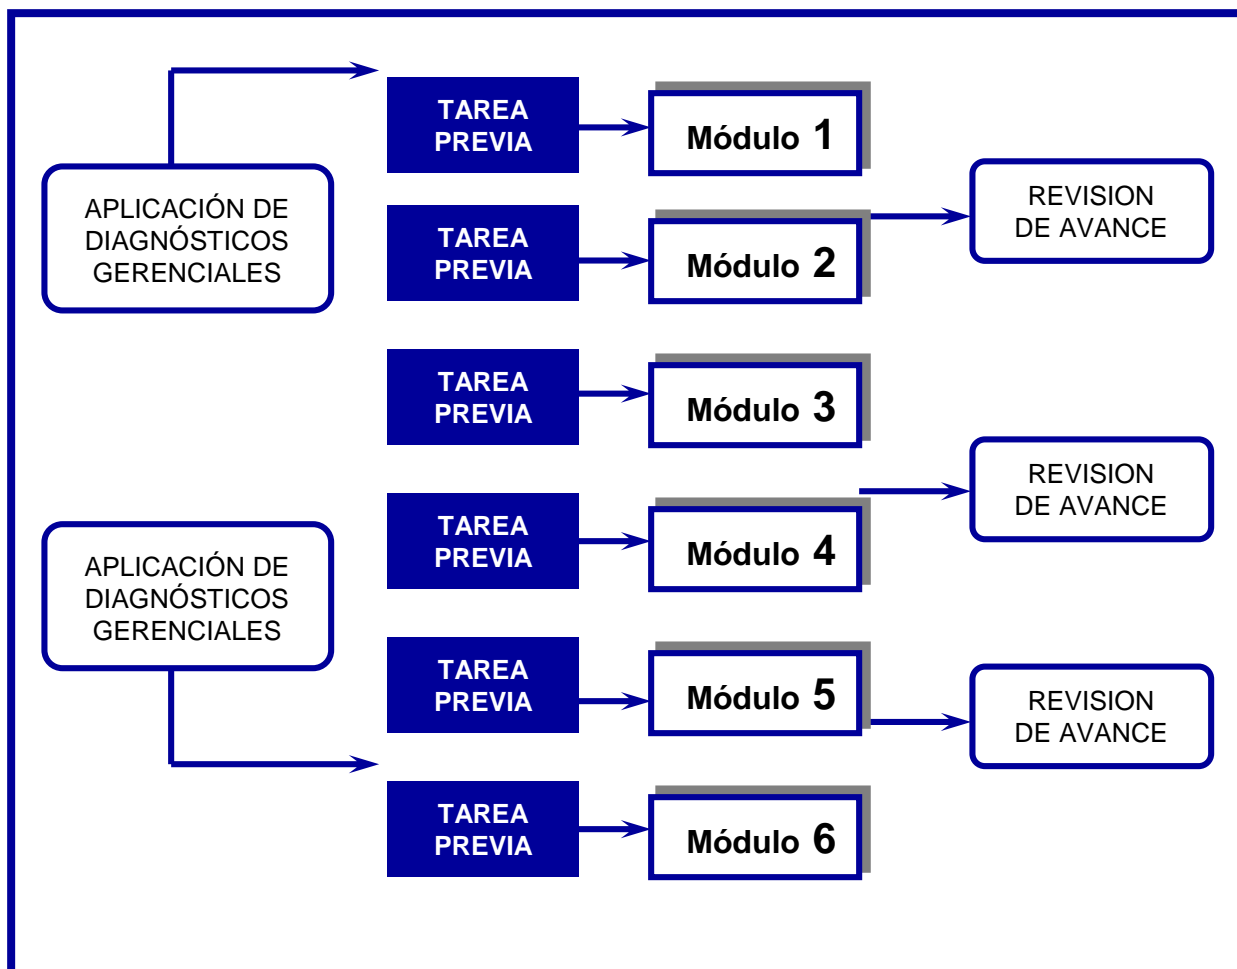 TAREA
PREVIA
Módulo 1
APLICACIÓN DE
DIAGNÓSTICOS
GERENCIALES
REVISION
DE AVANCE
TAREA
PREVIA
Módulo 2
TAREA
PREVIA
Módulo 3
REVISION
DE AVANCE
TAREA
PREVIA
Módulo 4
APLICACIÓN DE
DIAGNÓSTICOS
GERENCIALES
TAREA
PREVIA
Módulo 5
REVISION
DE AVANCE
TAREA
PREVIA
Módulo 6